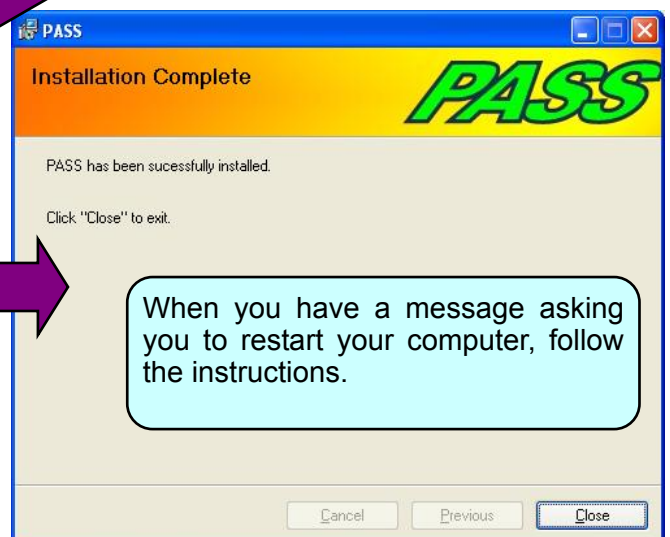 PASS
Installation Complete
PASS
PASS has been sucessfully installed.
Click "Close" to exit.
When you have a message asking
you to restart your computer, follow
the instructions.
Cancel
Previous
Close